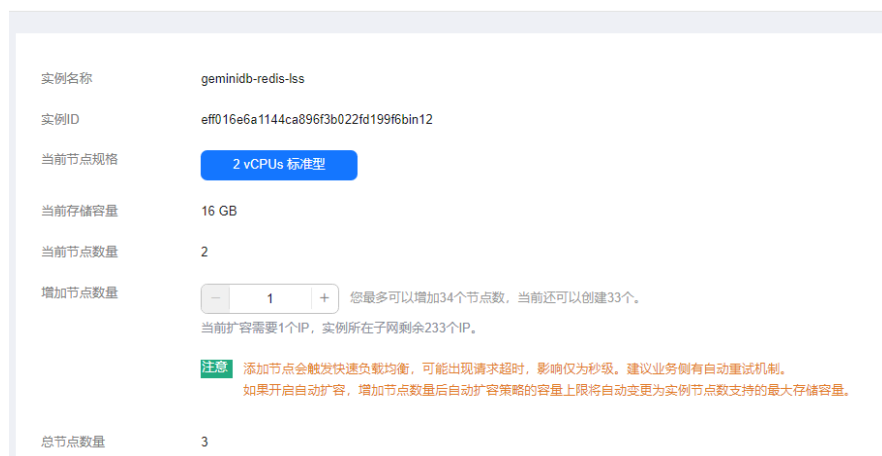 实例名称 geminidb-redis-lss
实例ID eff016e6a1144ca896f3b022fd199f6bin12
当前节点规格 2 vCPUs 标准型
当前存储容量 16 GB
当前节点数量 2
增加节点数量 − 1 + 您最多可以增加34个节点数，当前还可以创建33个。
当前扩容需要1个IP，实例所在子网剩余233个IP。
注意 添加节点会触发快速负载均衡，可能出现请求超时，影响仅为秒级。建议业务侧有自动重试机制。
如果开启自动扩容，增加节点数量后自动扩容策略的容量上限将自动变更为实例节点数支持的最大存储容量。
总节点数量 3